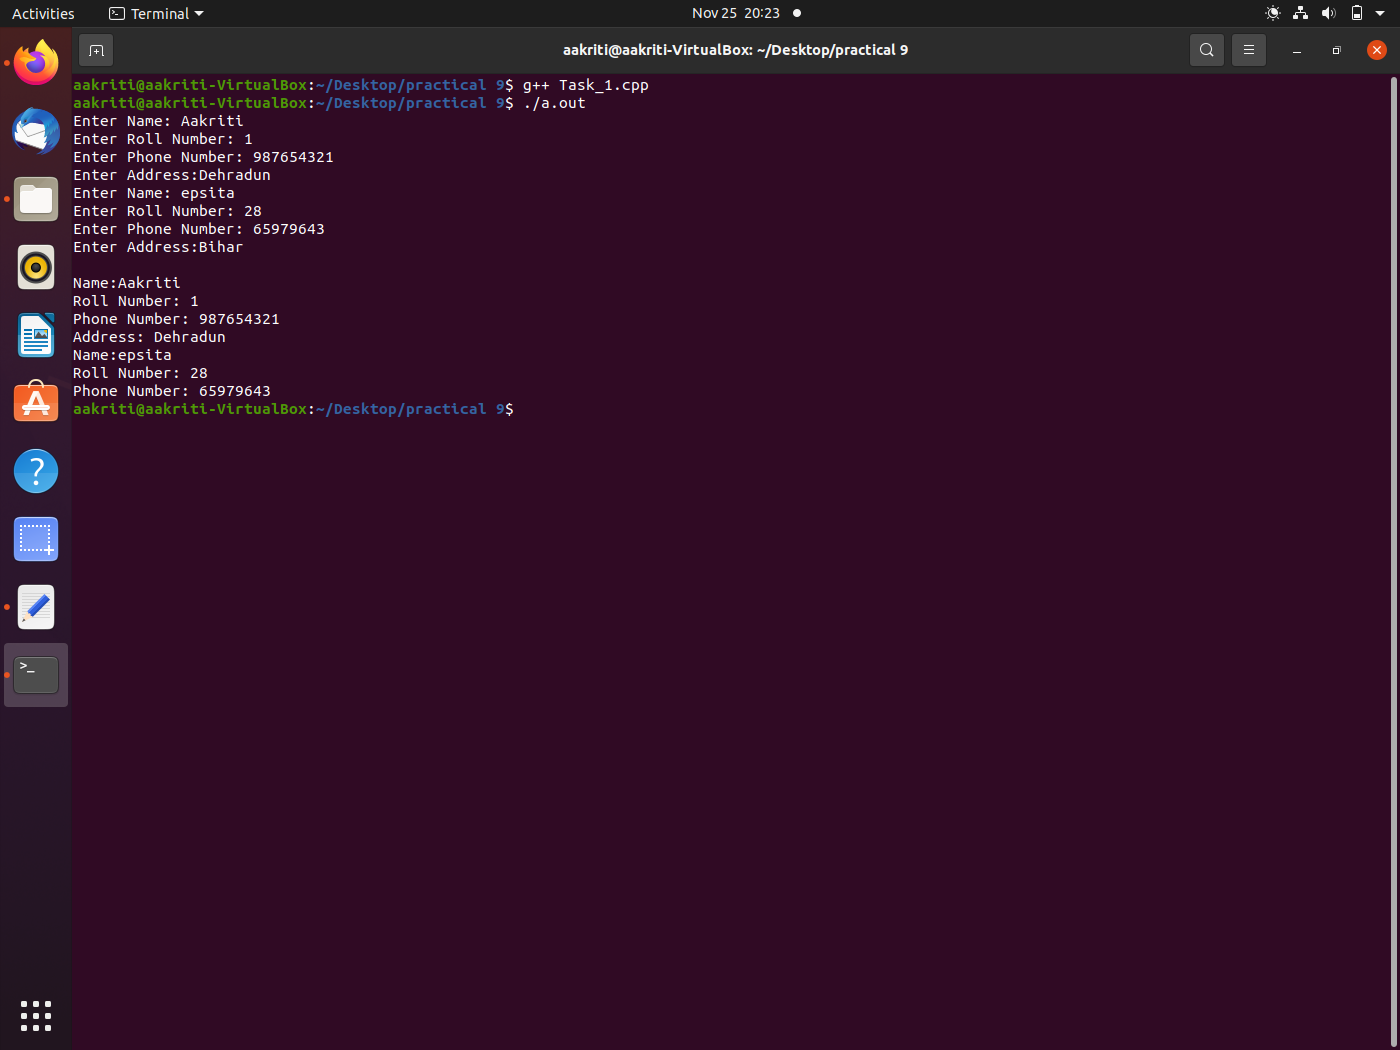 Activities
Terminal
Nov 25 20:23
aakriti@aakriti-VirtualBox: ~/Desktop/practical 9
aakriti@aakriti-VirtualBox:~/Desktop/practical 9$ g++ Task_1.cpp
aakriti@aakriti-VirtualBox:~/Desktop/practical 9$ ./a.out
Enter Name: Aakriti
Enter Roll Number: 1
Enter Phone Number: 987654321
Enter Address:Dehradun
Enter Name: epsita
Enter Roll Number: 28
Enter Phone Number: 65979643
Enter Address:Bihar
Name:Aakriti
Roll Number: 1
Phone Number: 987654321
Address: Dehradun
Name:epsita
Roll Number: 28
Phone Number: 65979643
aakriti@aakriti-VirtualBox:~/Desktop/practical 9$